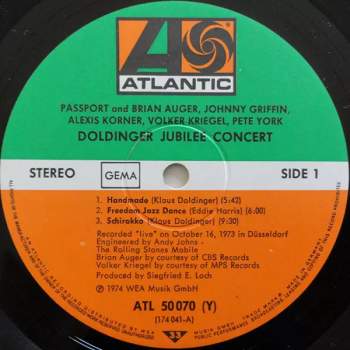 ATLANTIC
PASSPORT and BRIAN AUGER, JOHNNY GRIFFIN,
ALEXIS KORNER, VOLKER KRIEGEL, PETE YORK
DOLDINGER JUBILEE CONCERT
STEREO GEMA SIDE 1
1. Handmade (Klaus Doldinger) (5:42)
2. Freedom Jazz Dance (Eddie Harris) (6:00)
3. Schirokko (Klaus Doldinger) (9:30)
Recorded "live" on October 16, 1973 in Düsseldorf
Engineered by Andy Johns -
The Rolling Stones Mobile
Brian Auger by courtesy of CBS Records
Volker Kriegel by courtesy of MPS Records
Produced by Siegfried E. Loch
℗ 1974 WEA Musik GmbH
ATL 50 070 (Y)
(174 041-A)
33